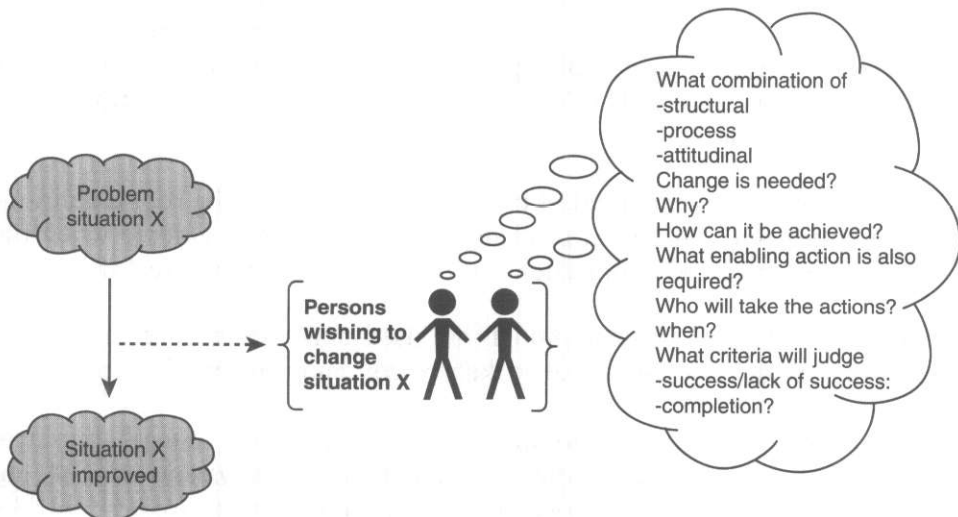 Problem
situation X
Situation X
improved
Persons
wishing to
change
situation X
What combination of
-structural
-process
-attitudinal
Change is needed?
Why?
How can it be achieved?
What enabling action is also
required?
Who will take the actions?
when?
What criteria will judge
-success/lack of success:
-completion?